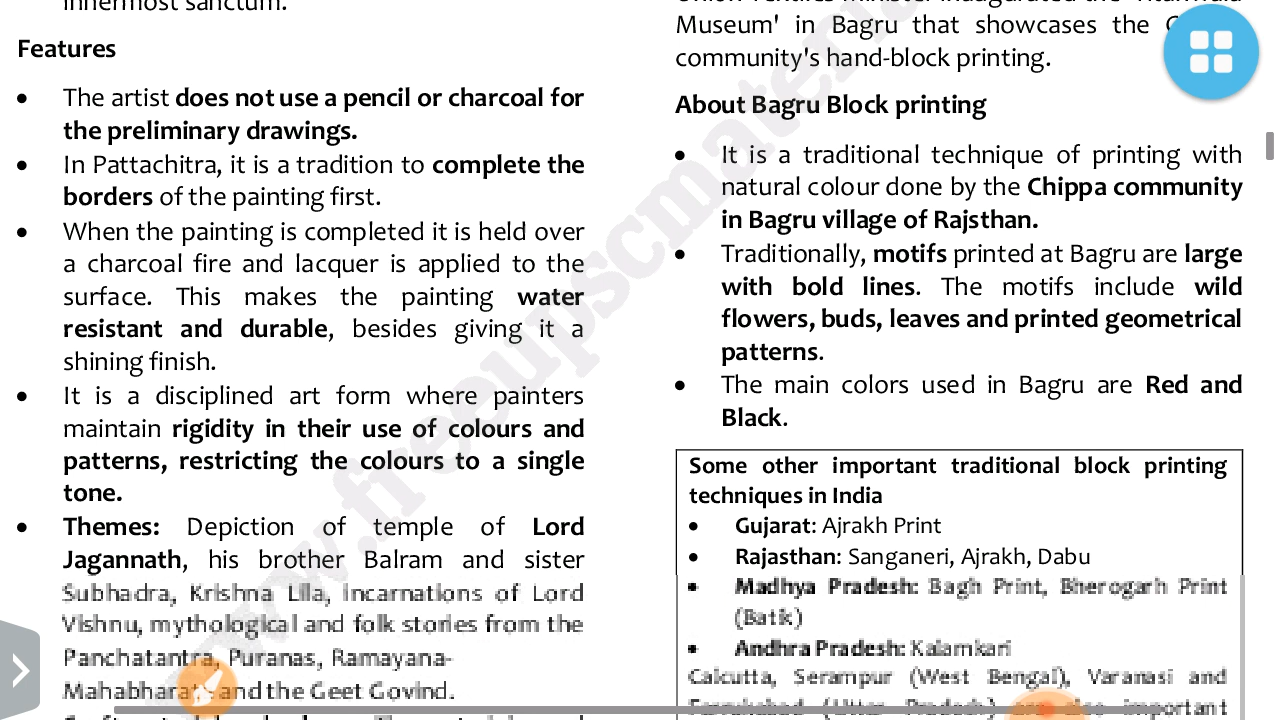 innermost sanctum.
Features
• The artist does not use a pencil or charcoal for
the preliminary drawings.
• In Pattachitra, it is a tradition to complete the
borders of the painting first.
• When the painting is completed it is held over
a charcoal fire and lacquer is applied to the
surface. This makes the painting water
resistant and durable, besides giving it a
shining finish.
• It is a disciplined art form where painters
maintain rigidity in their use of colours and
patterns, restricting the colours to a single
tone.
• Themes: Depiction of temple of Lord
Jagannath, his brother Balram and sister
Subhadra, Krishna Lila, Incarnations of Lord
Vishnu, mythological and folk stories from the
Panchatantra, Puranas, Ramayana-
Mahabharata and the Geet Govind.
Museum' in Bagru that showcases the
community's hand-block printing.
About Bagru Block printing
• It is a traditional technique of printing with
natural colour done by the Chippa community
in Bagru village of Rajsthan.
• Traditionally, motifs printed at Bagru are large
with bold lines. The motifs include wild
flowers, buds, leaves and printed geometrical
patterns.
• The main colors used in Bagru are Red and
Black.
Some other important traditional block printing
techniques in India
• Gujarat: Ajrakh Print
• Rajasthan: Sanganeri, Ajrakh, Dabu
• Madhya Pradesh: Bagh Print, Bherogarh Print
(Batik)
• Andhra Pradesh: Kalamkari
Calcutta, Serampur (West Bengal), Varanasi and
(Uttar Pradesh) are also important